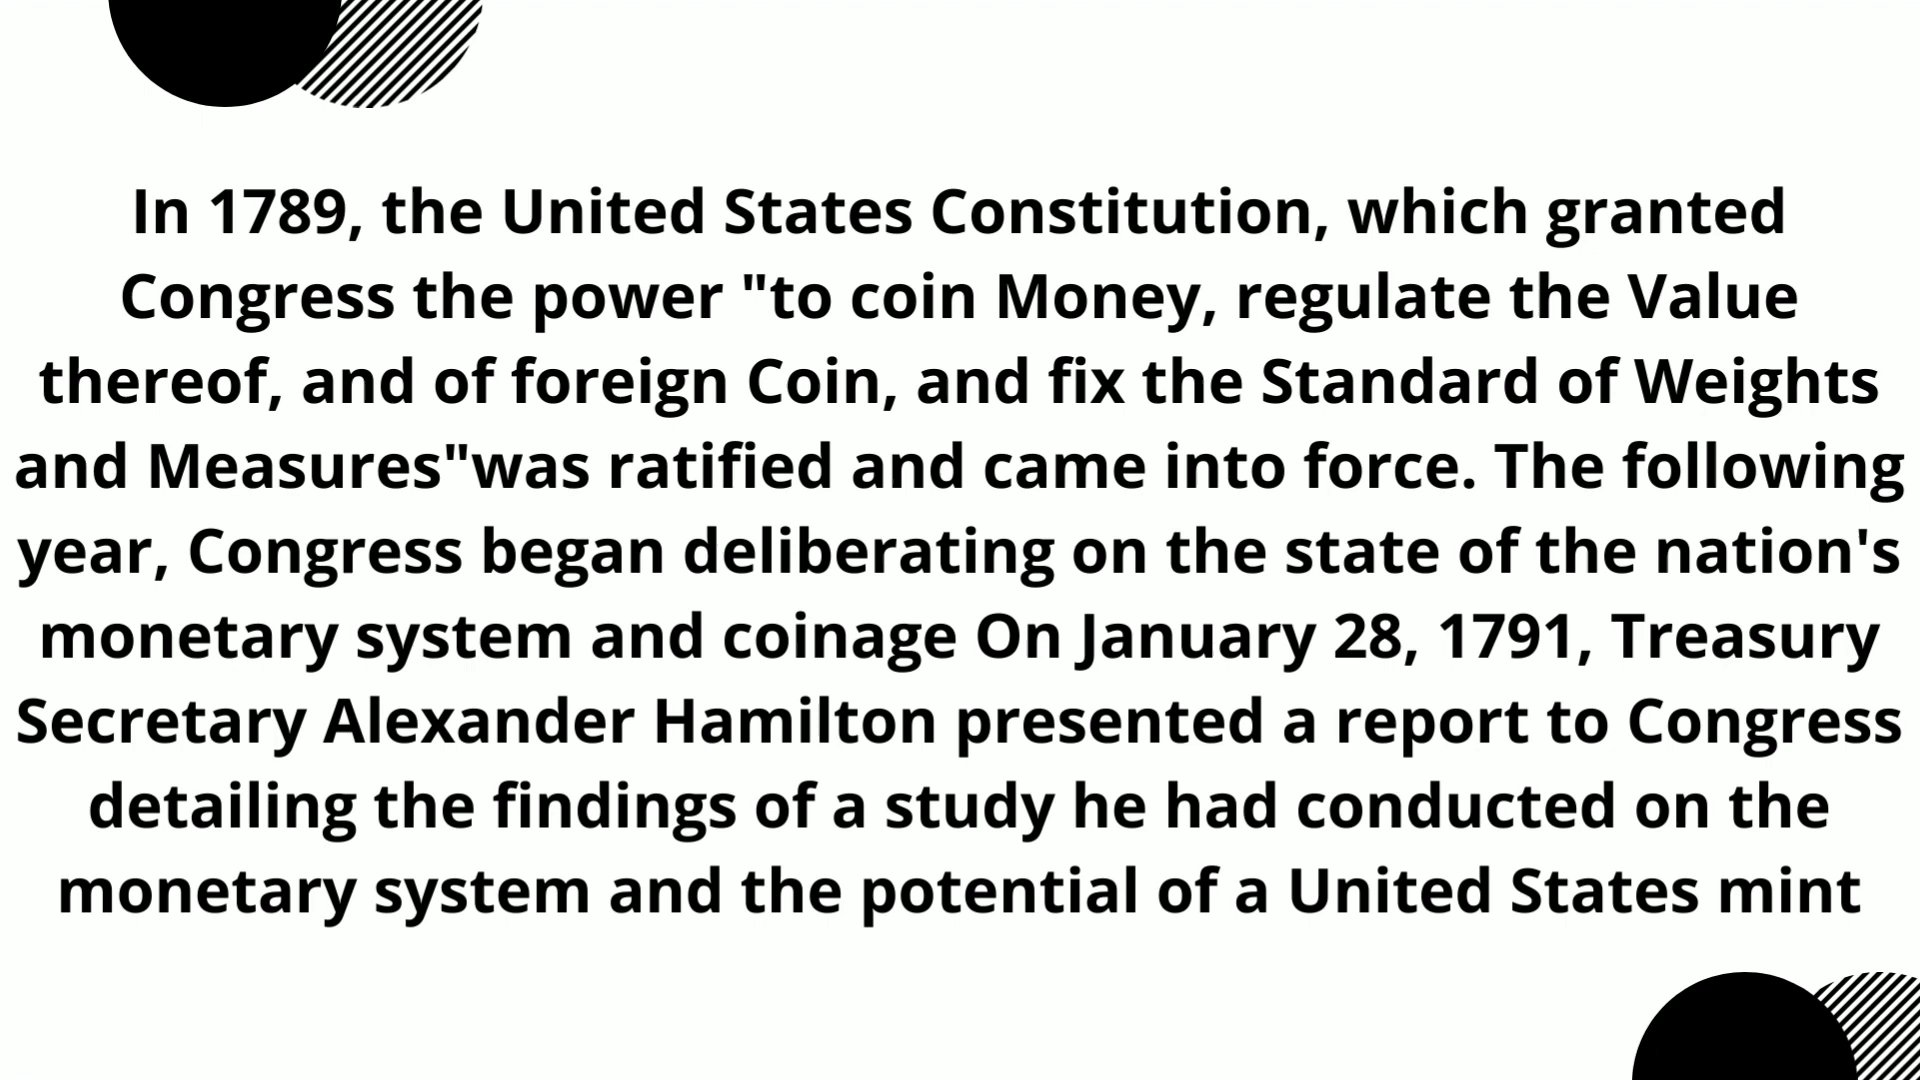 In 1789, the United States Constitution, which granted
Congress the power "to coin Money, regulate the Value
thereof, and of foreign Coin, and fix the Standard of Weights
and Measures"was ratified and came into force. The following
year, Congress began deliberating on the state of the nation's
monetary system and coinage On January 28, 1791, Treasury
Secretary Alexander Hamilton presented a report to Congress
detailing the findings of a study he had conducted on the
monetary system and the potential of a United States mint